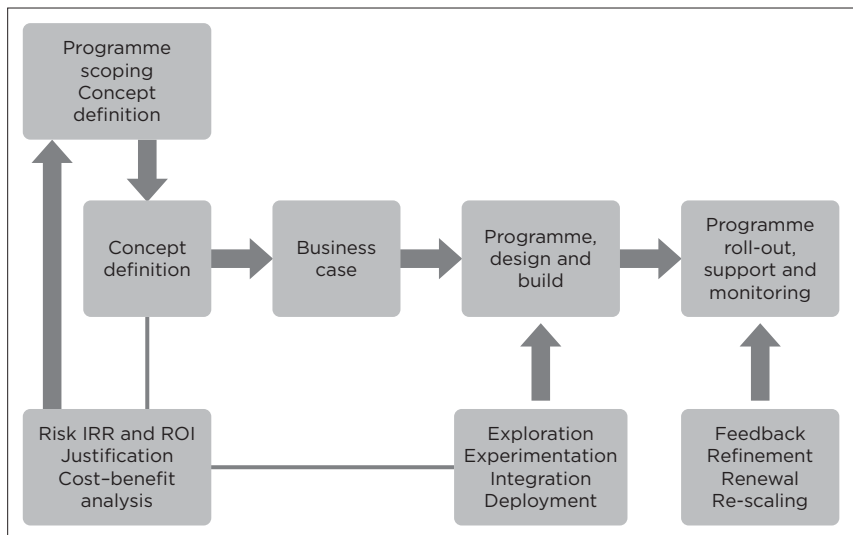 Programme
scoping
Concept
definition
Concept
definition
Business
case
Programme,
design and
build
Programme
roll-out,
support and
monitoring
Risk IRR and ROI
Justification
Cost–benefit
analysis
Exploration
Experimentation
Integration
Deployment
Feedback
Refinement
Renewal
Re-scaling